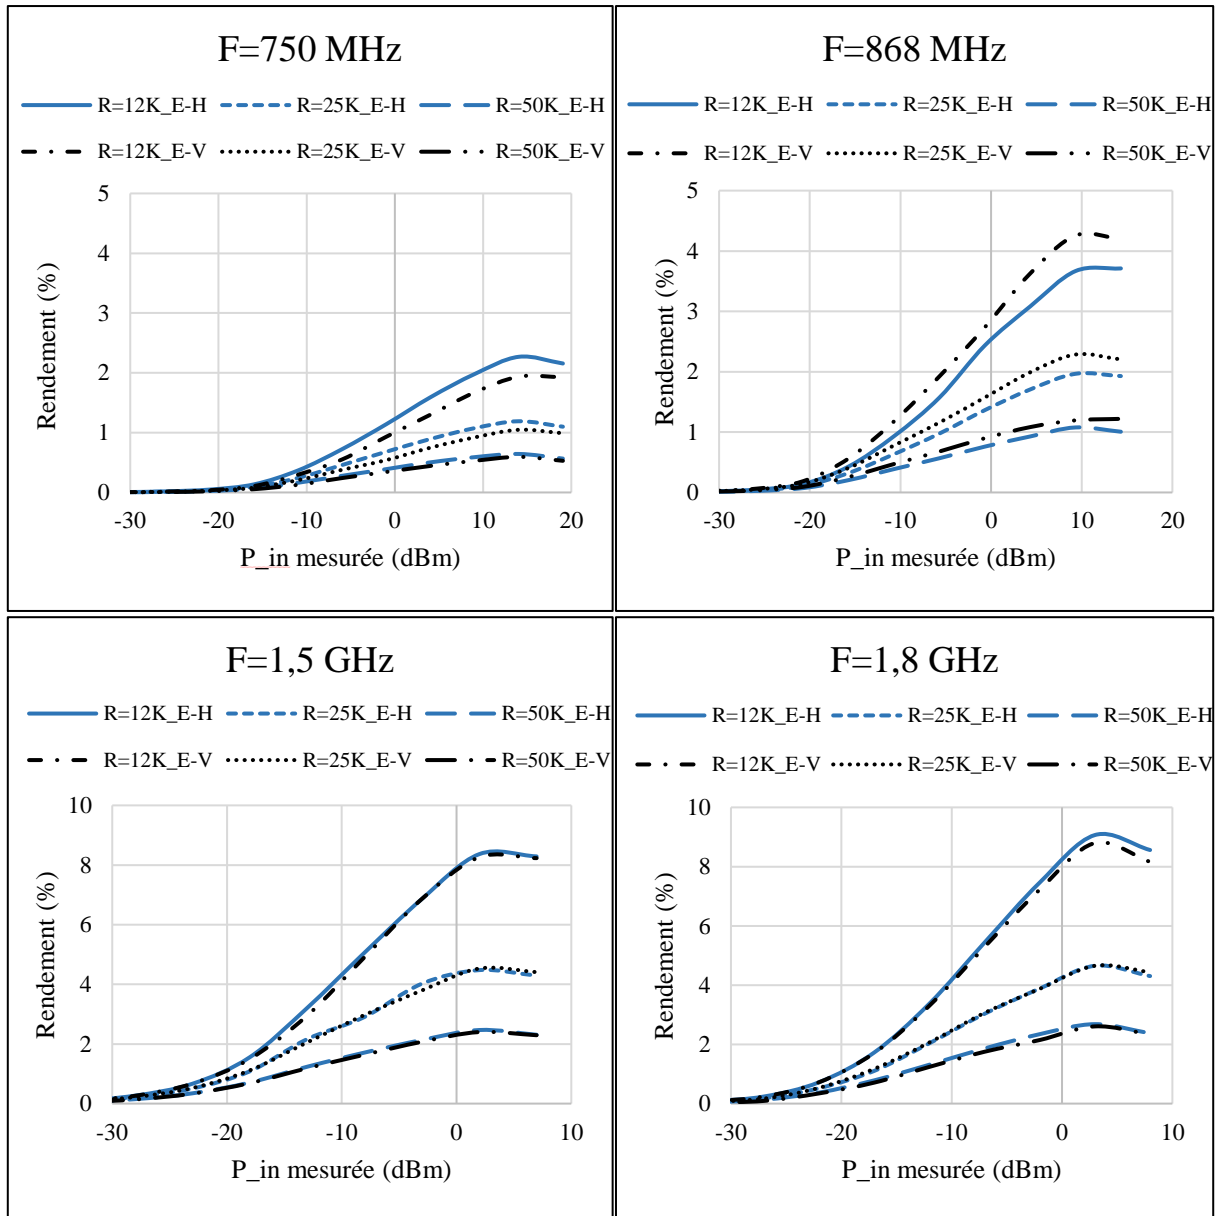 F=750 MHz
R=12K_E-H R=25K_E-H R=50K_E-H
R=12K_E-V R=25K_E-V R=50K_E-V
5
4
3
2
1
0
Rendement (%)
-30 -20 -10 0 10 20
P_in mesurée (dBm)
F=868 MHz
R=12K_E-H R=25K_E-H R=50K_E-H
R=12K_E-V R=25K_E-V R=50K_E-V
5
4
3
2
1
0
Rendement (%)
-30 -20 -10 0 10 20
P_in mesurée (dBm)
F=1,5 GHz
R=12K_E-H R=25K_E-H R=50K_E-H
R=12K_E-V R=25K_E-V R=50K_E-V
10
8
6
4
2
0
Rendement (%)
-30 -20 -10 0 10
P_in mesurée (dBm)
F=1,8 GHz
R=12K_E-H R=25K_E-H R=50K_E-H
R=12K_E-V R=25K_E-V R=50K_E-V
10
8
6
4
2
0
Rendement (%)
-30 -20 -10 0 10
P_in mesurée (dBm)